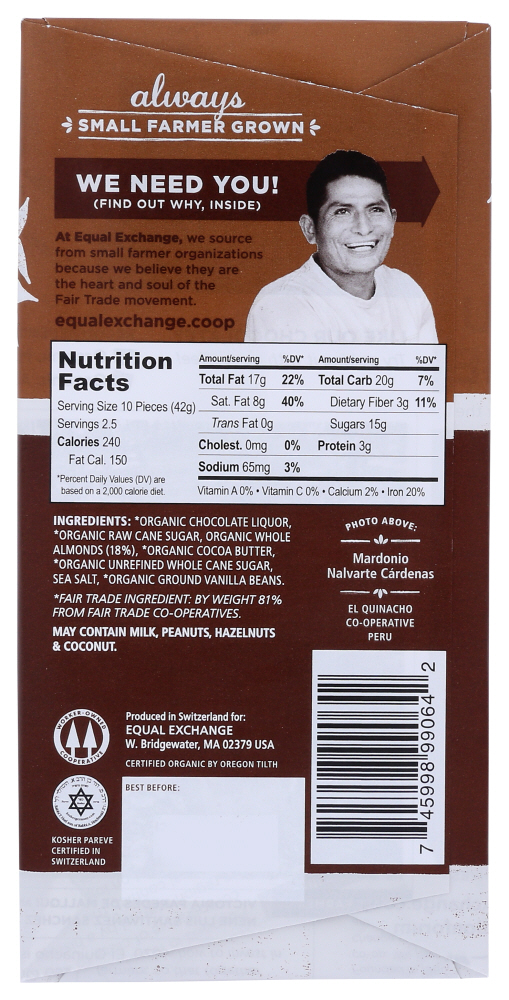 always
SMALL FARMER GROWN
WE NEED YOU!
(FIND OUT WHY, INSIDE)
At Equal Exchange, we source
from small farmer organizations
because we believe they are
the heart and soul of the
Fair Trade movement.
equalexchange.coop
Nutrition
Facts
Serving Size 10 Pieces (42g)
Servings 2.5
Calories 240
Fat Cal. 150
*Percent Daily Values (DV) are
based on a 2,000 calorie diet.
Amount/serving %DV* Amount/serving %DV*
Total Fat 17g 22% Total Carb 20g 7%
Sat. Fat 8g 40% Dietary Fiber 3g 11%
Trans Fat 0g Sugars 15g
Cholest. 0mg 0% Protein 3g
Sodium 65mg 3%
Vitamin A 0% • Vitamin C 0% • Calcium 2% • Iron 20%
INGREDIENTS: *ORGANIC CHOCOLATE LIQUOR,
*ORGANIC RAW CANE SUGAR, ORGANIC WHOLE
ALMONDS (18%), *ORGANIC COCOA BUTTER,
*ORGANIC UNREFINED WHOLE CANE SUGAR,
SEA SALT, *ORGANIC GROUND VANILLA BEANS.
*FAIR TRADE INGREDIENT: BY WEIGHT 81%
FROM FAIR TRADE CO-OPERATIVES.
MAY CONTAIN MILK, PEANUTS, HAZELNUTS
& COCONUT.
PHOTO ABOVE:
Mardonio
Nalvarte Cárdenas
EL QUINACHO
CO-OPERATIVE
PERU
WORKER-OWNED
COOPERATIVE
Produced in Switzerland for:
EQUAL EXCHANGE
W. Bridgewater, MA 02379 USA
CERTIFIED ORGANIC BY OREGON TILTH
BEST BEFORE:
KOSHER PAREVE
CERTIFIED IN
SWITZERLAND
7 45998 99064 2